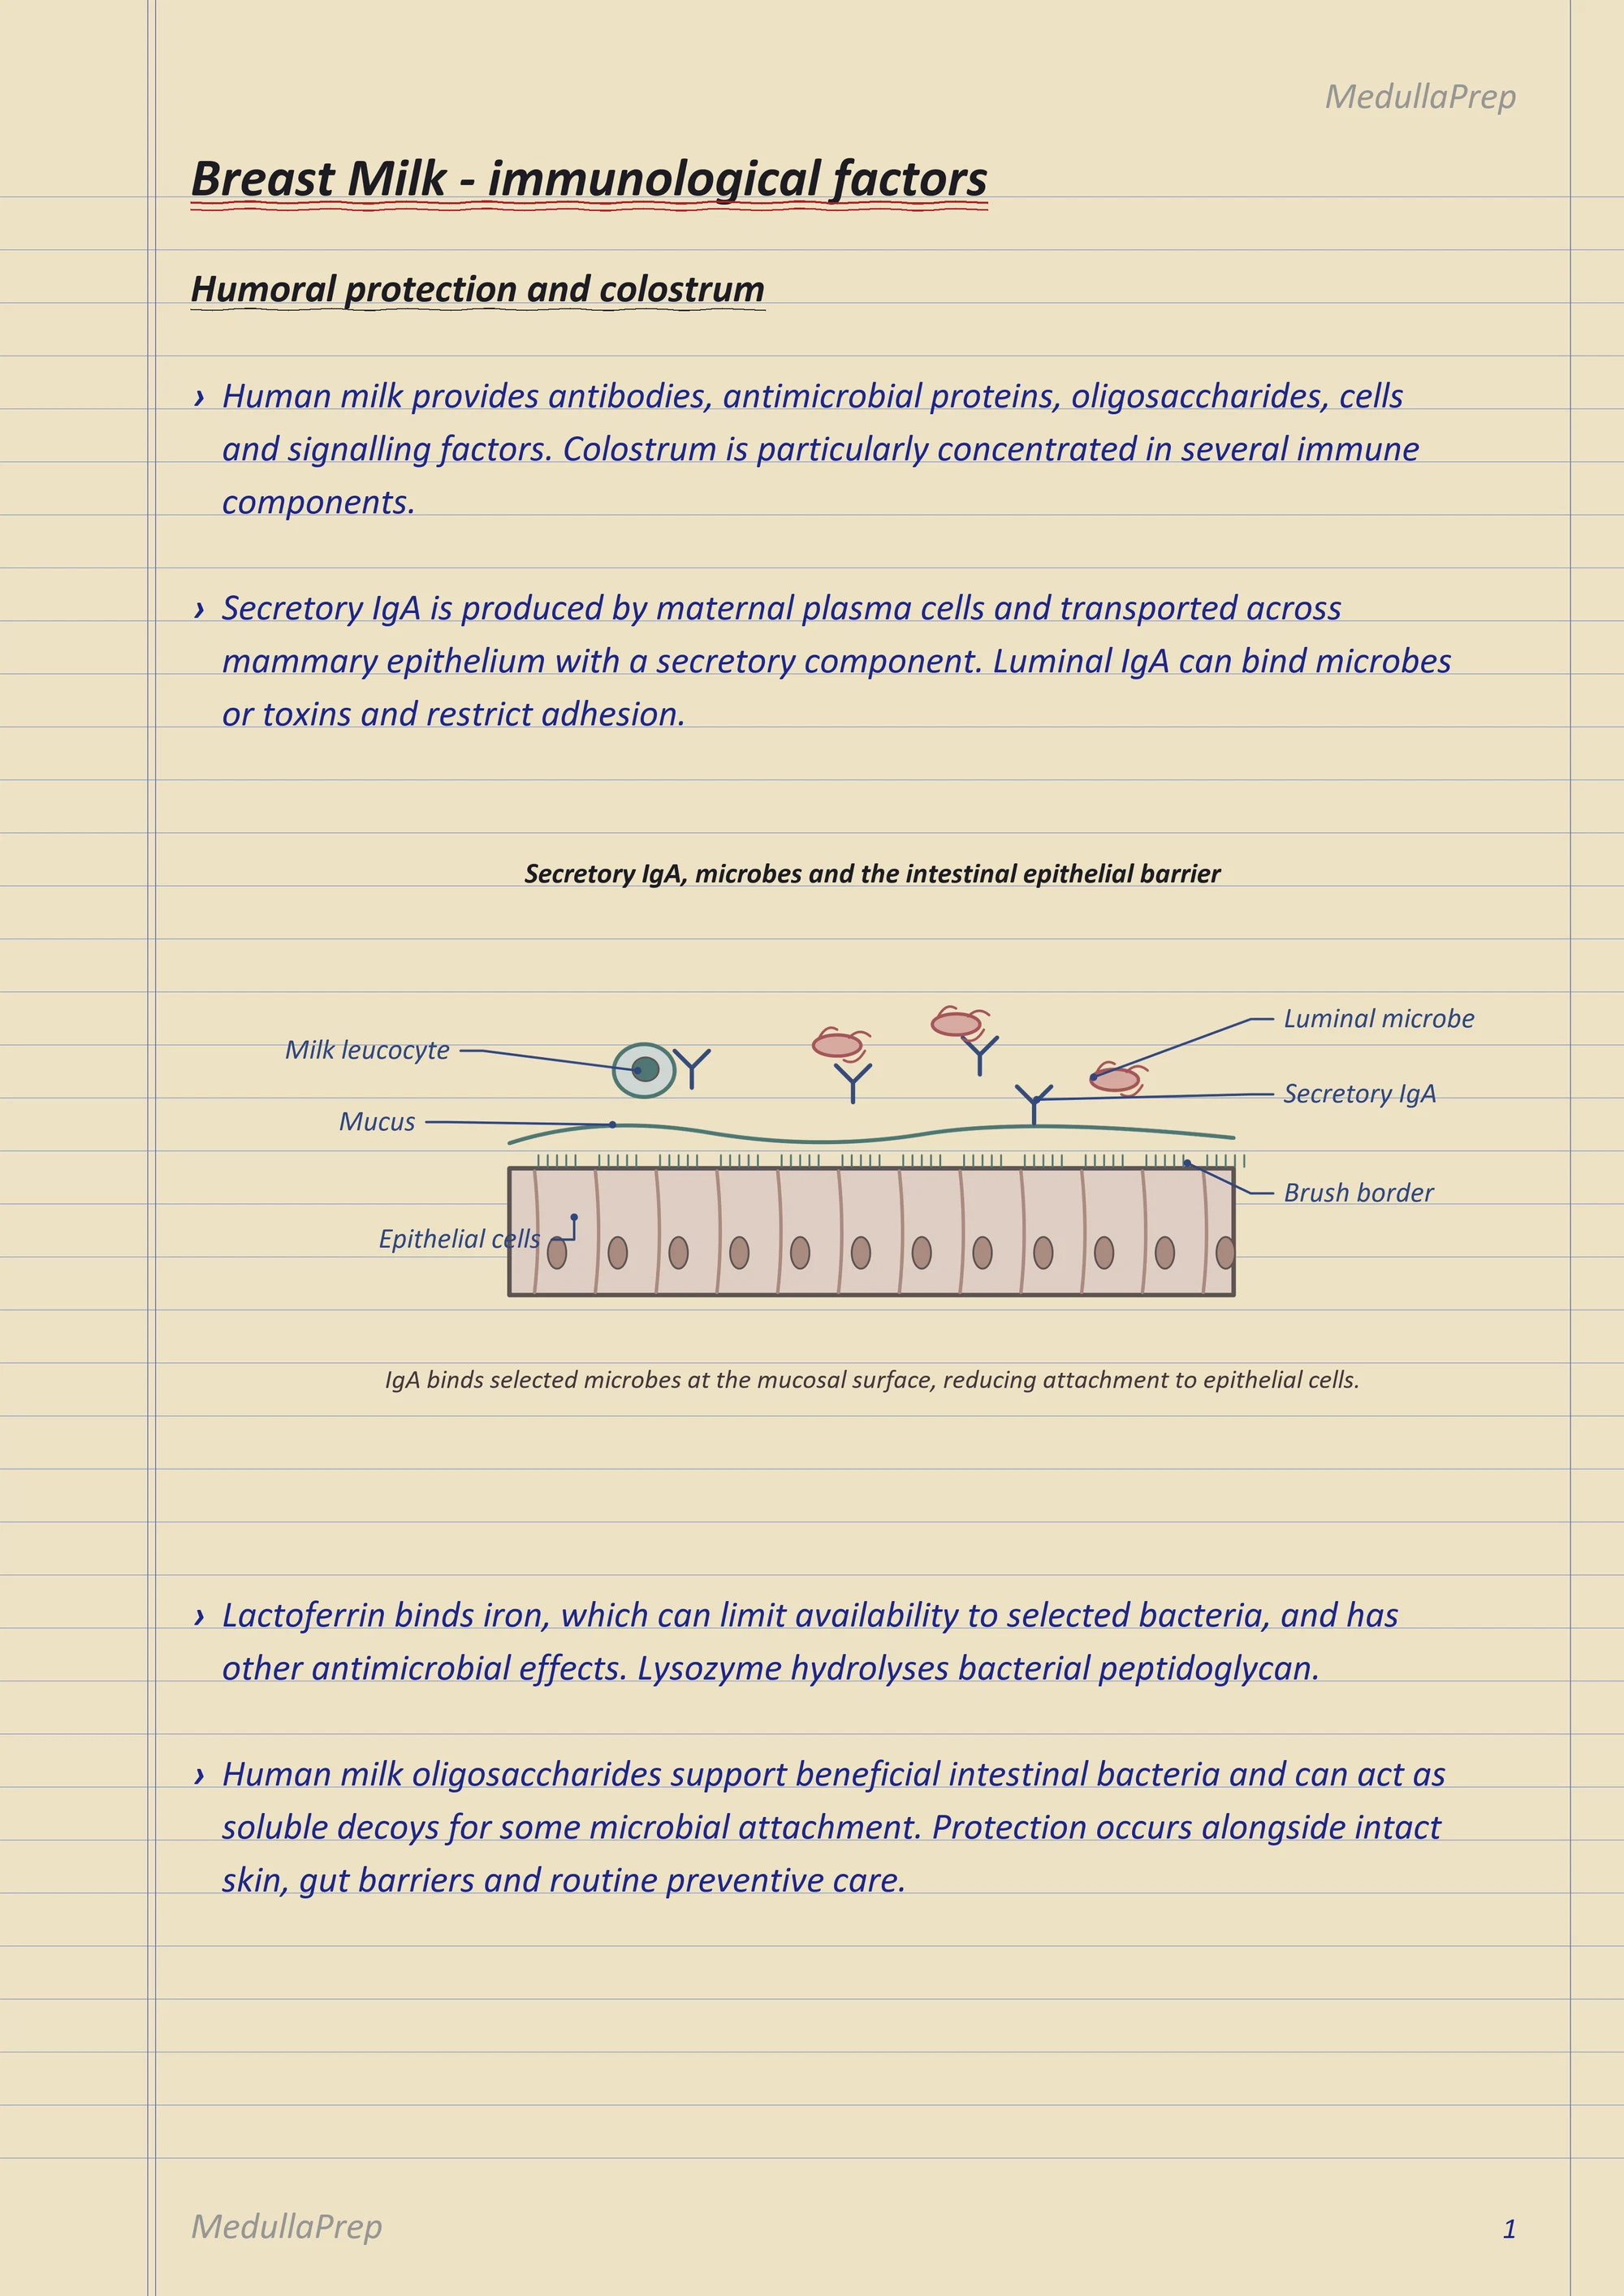 MedullaPrep
Breast Milk - immunological factors
Humoral protection and colostrum
› Human milk provides antibodies, antimicrobial proteins, oligosaccharides, cells
and signalling factors. Colostrum is particularly concentrated in several immune
components.
› Secretory IgA is produced by maternal plasma cells and transported across
mammary epithelium with a secretory component. Luminal IgA can bind microbes
or toxins and restrict adhesion.
Secretory IgA, microbes and the intestinal epithelial barrier
Luminal microbe
Milk leucocyte
Secretory IgA
Mucus
Brush border
Epithelial cells
IgA binds selected microbes at the mucosal surface, reducing attachment to epithelial cells.
› Lactoferrin binds iron, which can limit availability to selected bacteria, and has
other antimicrobial effects. Lysozyme hydrolyses bacterial peptidoglycan.
› Human milk oligosaccharides support beneficial intestinal bacteria and can act as
soluble decoys for some microbial attachment. Protection occurs alongside intact
skin, gut barriers and routine preventive care.
MedullaPrep
1